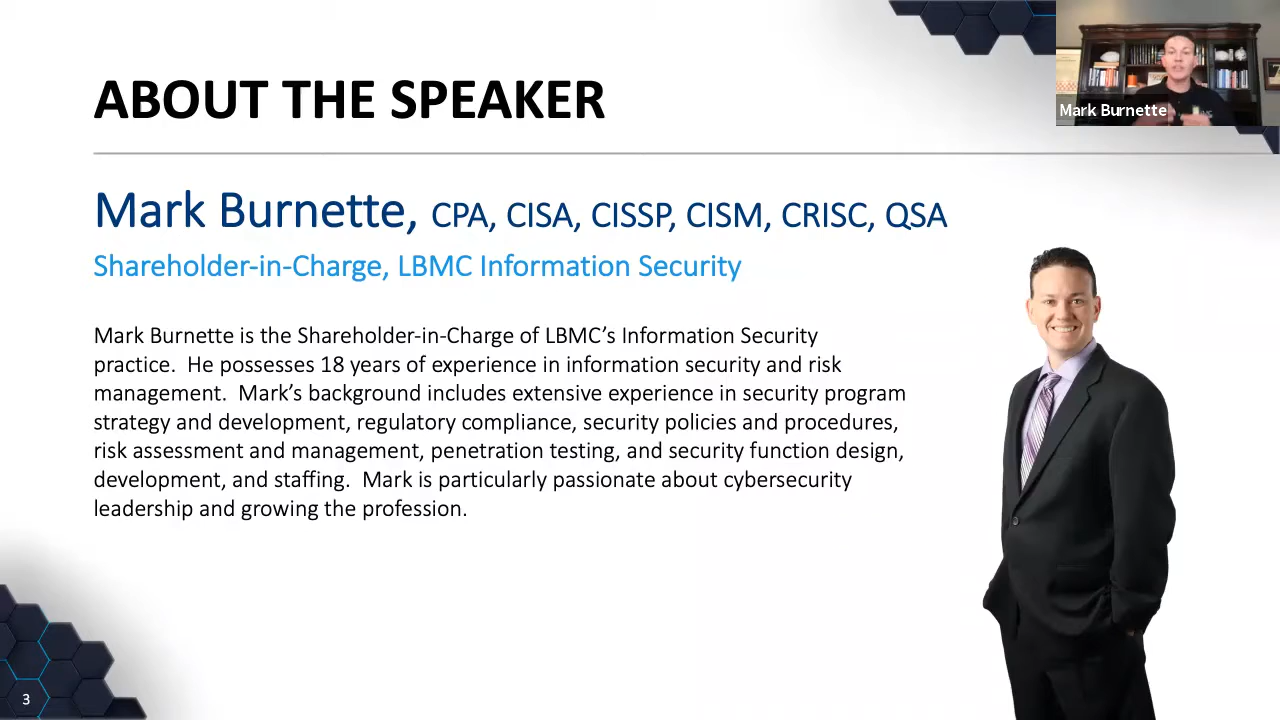 ABOUT THE SPEAKER
Mark Burnette
Mark Burnette, CPA, CISA, CISSP, CISM, CRISC, QSA
Shareholder-in-Charge, LBMC Information Security
Mark Burnette is the Shareholder-in-Charge of LBMC’s Information Security
practice.  He possesses 18 years of experience in information security and risk
management.  Mark’s background includes extensive experience in security program
strategy and development, regulatory compliance, security policies and procedures,
risk assessment and management, penetration testing, and security function design,
development, and staffing.  Mark is particularly passionate about cybersecurity
leadership and growing the profession.
3